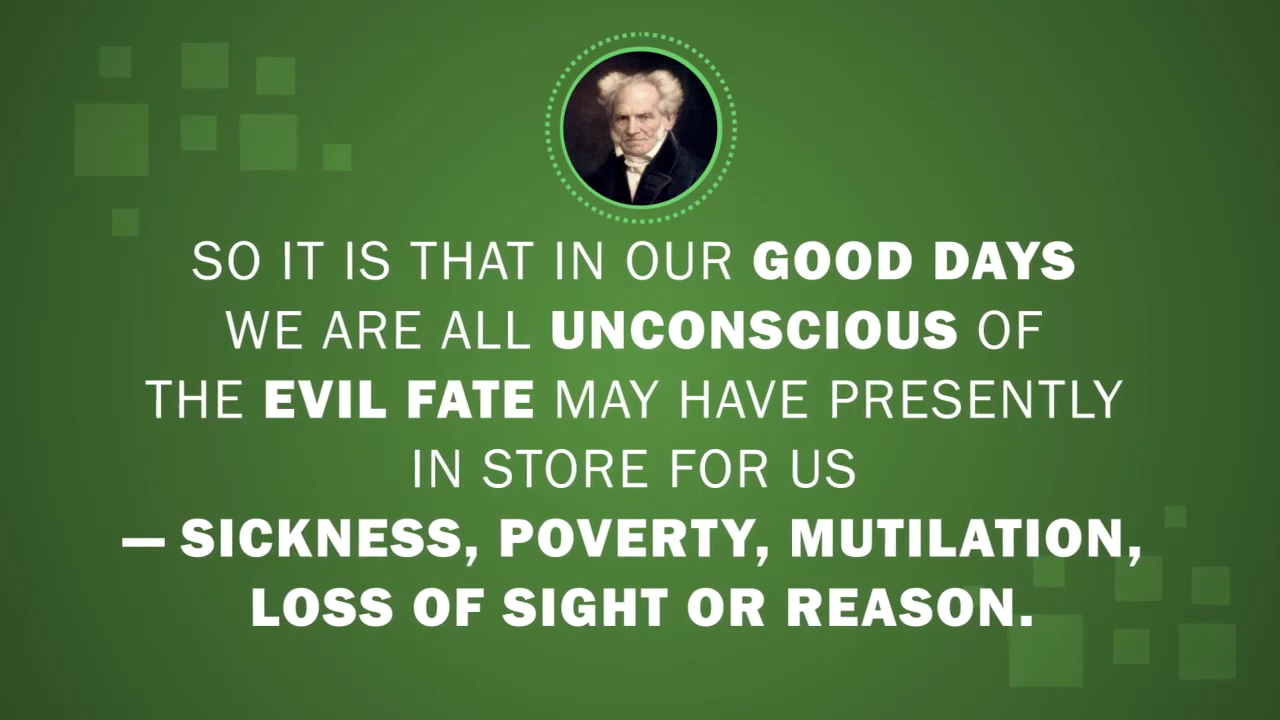 SO IT IS THAT IN OUR GOOD DAYS
WE ARE ALL UNCONSCIOUS OF
THE EVIL FATE MAY HAVE PRESENTLY
IN STORE FOR US
— SICKNESS, POVERTY, MUTILATION,
LOSS OF SIGHT OR REASON.